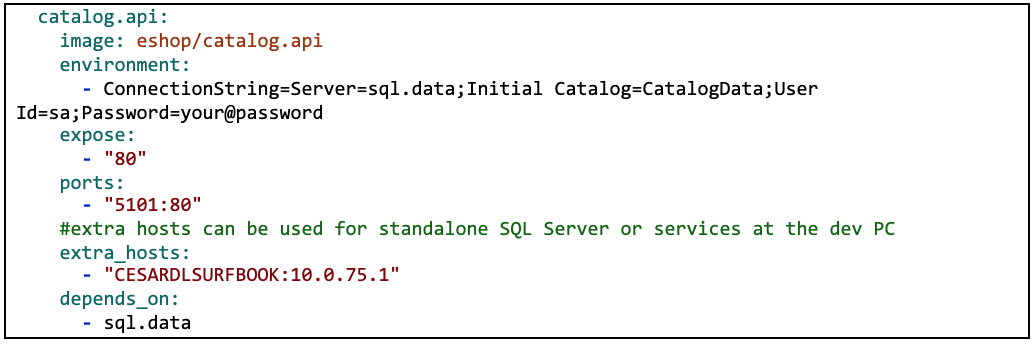 catalog.api:
image: eshop/catalog.api
environment:
- ConnectionString=Server=sql.data;Initial Catalog=CatalogData;User
Id=sa;Password=your@password
expose:
- "80"
ports:
- "5101:80"
#extra hosts can be used for standalone SQL Server or services at the dev PC
extra_hosts:
- "CESARDLSURFBOOK:10.0.75.1"
depends_on:
- sql.data